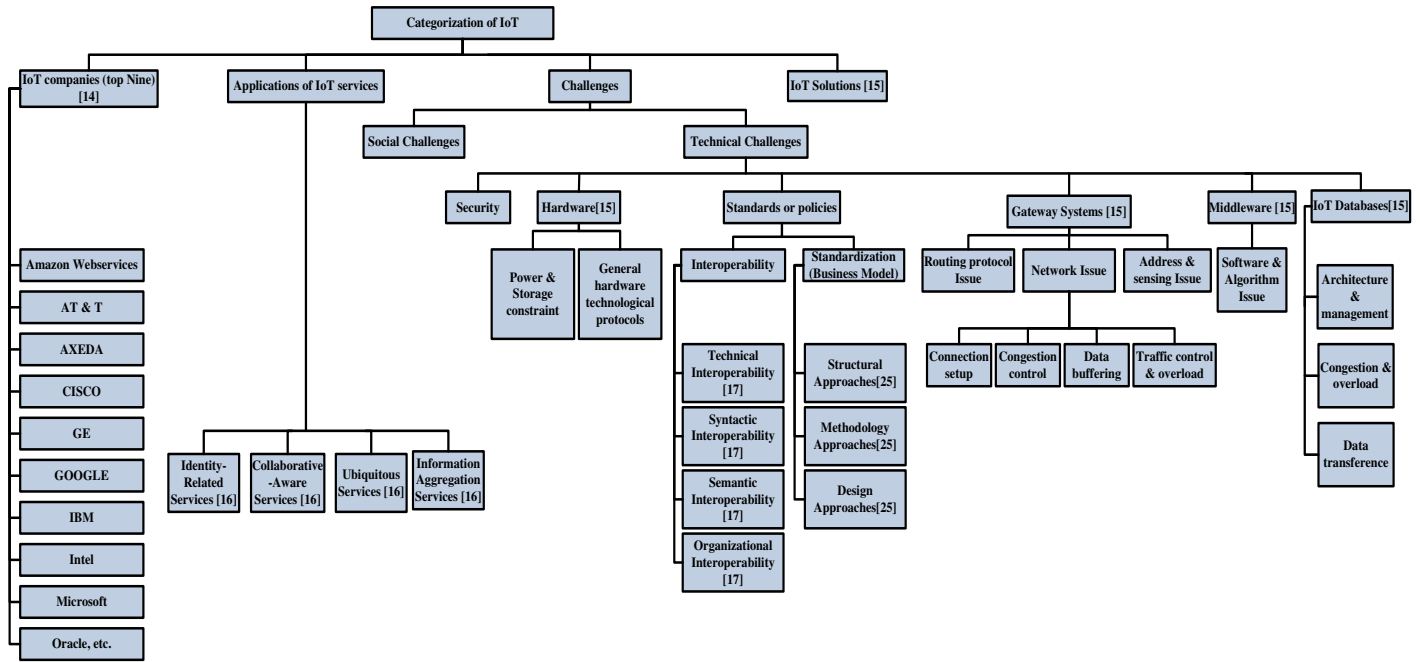 Categorization of IoT
IoT companies (top Nine)
[14]
Applications of IoT services
Challenges
IoT Solutions [15]
Social Challenges
Technical Challenges
Security
Hardware[15]
Standards or policies
Gateway Systems [15]
Middleware [15]
IoT Databases[15]
Power &
Storage
constraint
General
hardware
technological
protocols
Interoperability
Standardization
(Business Model)
Routing protocol
Issue
Network Issue
Address &
sensing Issue
Software &
Algorithm
Issue
Architecture
&
management
Congestion &
overload
Data
transference
Connection
setup
Congestion
control
Data
buffering
Traffic control
& overload
Technical
Interoperability
[17]
Syntactic
Interoperability
[17]
Semantic
Interoperability
[17]
Organizational
Interoperability
[17]
Structural
Approaches[25]
Methodology
Approaches[25]
Design
Approaches[25]
Amazon Webservices
AT & T
AXEDA
CISCO
GE
GOOGLE
IBM
Intel
Microsoft
Oracle, etc.
Identity-
Related
Services [16]
Collaborative
-Aware
Services [16]
Ubiquitous
Services [16]
Information
Aggregation
Services [16]